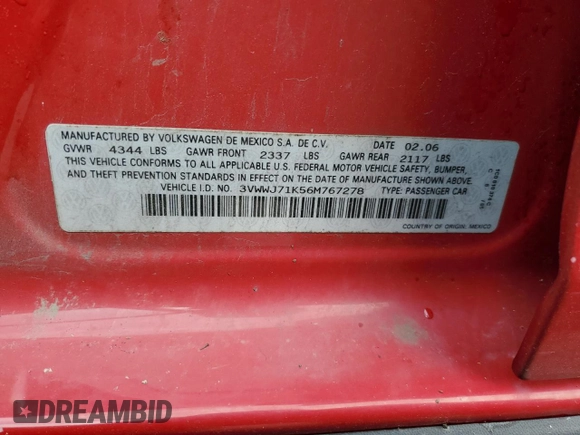 MANUFACTURED BY VOLKSWAGEN DE MEXICO S.A. DE C.V. DATE 02.06
GVWR 4344 LBS GAWR FRONT 2337 LBS GAWR REAR 2117 LBS
THIS VEHICLE CONFORMS TO ALL APPLICABLE U.S. FEDERAL MOTOR VEHICLE SAFETY, BUMPER,
AND THEFT PREVENTION STANDARDS IN EFFECT ON THE DATE OF MANUFACTURE SHOWN ABOVE.
VEHICLE I.D. NO. 3VWWJ71K56M767278 TYPE: PASSENGER CAR
COUNTRY OF ORIGIN: MEXICO
DREAMBID